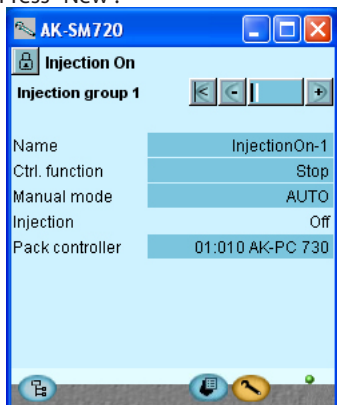 Press "New".
AK-SM720
Injection On
Injection group 1
Name InjectionOn-1
Ctrl. function Stop
Manual mode AUTO
Injection Off
Pack controller 01:010 AK-PC 730